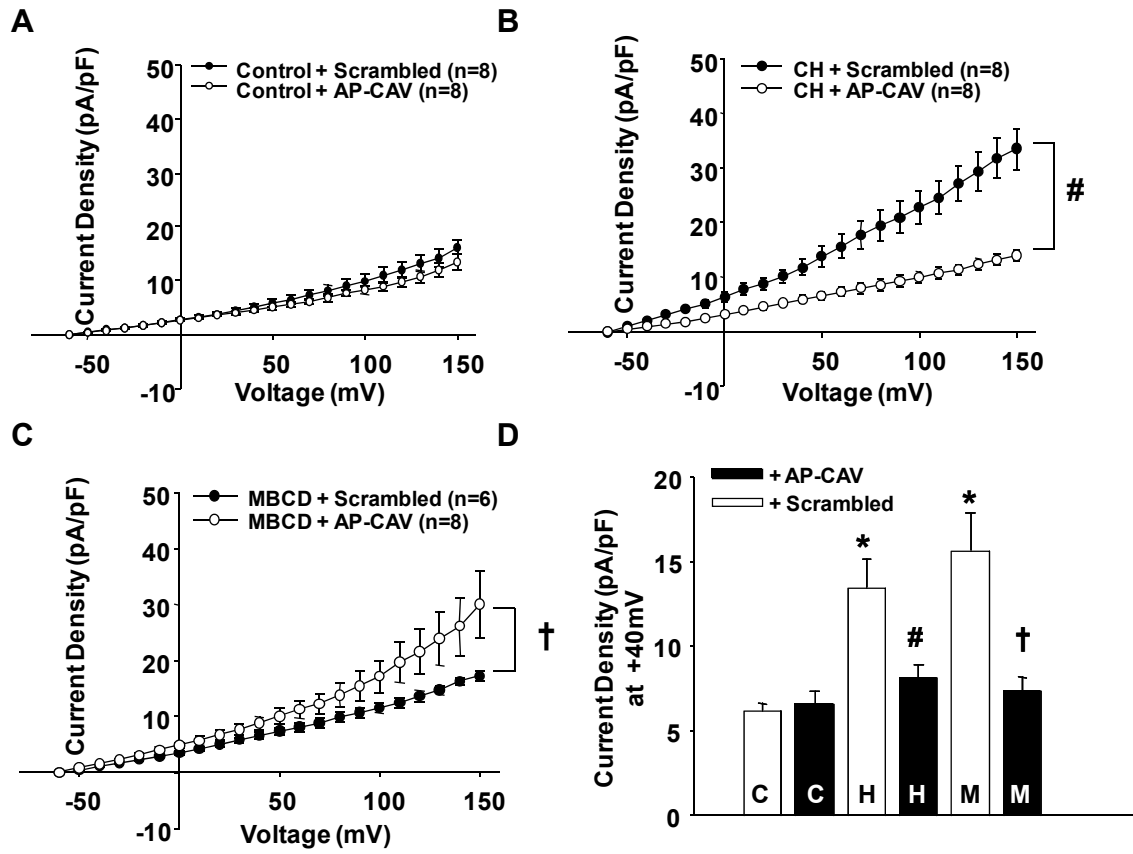 A
Current Density (pA/pF)
50
40
30
20
10
-10
-50
50
100
150
Voltage (mV)
Control + Scrambled (n=8)
Control + AP-CAV (n=8)
B
Current Density (pA/pF)
50
40
30
20
10
-10
-50
50
100
150
Voltage (mV)
CH + Scrambled (n=8)
CH + AP-CAV (n=8)
#
C
Current Density (pA/pF)
50
40
30
20
10
-10
-50
50
100
150
Voltage (mV)
MBCD + Scrambled (n=6)
MBCD + AP-CAV (n=8)
†
D
Current Density (pA/pF)
at +40mV
20
15
10
5
0
+ AP-CAV
+ Scrambled
*
#
*
†
C C H H M M